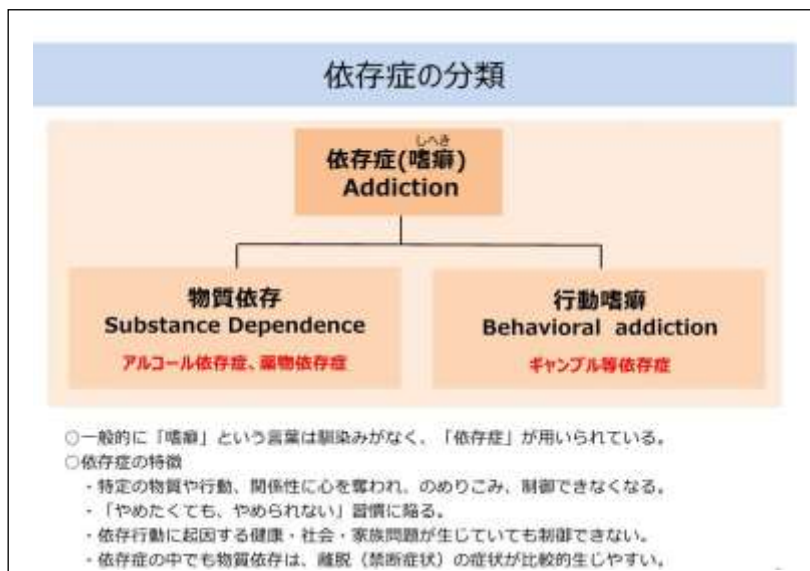 依存症の分類
しへき
依存症(嗜癖)
Addiction
物質依存
Substance Dependence
アルコール依存症、薬物依存症
行動嗜癖
Behavioral addiction
ギャンブル等依存症
○一般的に「嗜癖」という言葉は馴染みがなく、「依存症」が用いられている。
○依存症の特徴
・特定の物質や行動、関係性に心を奪われ、のめりこみ、制御できなくなる。
・「やめたくても、やめられない」習慣に陥る。
・依存行動に起因する健康・社会・家族問題が生じていても制御できない。
・依存症の中でも物質依存は、離脱（禁断症状）の症状が比較的生じやすい。